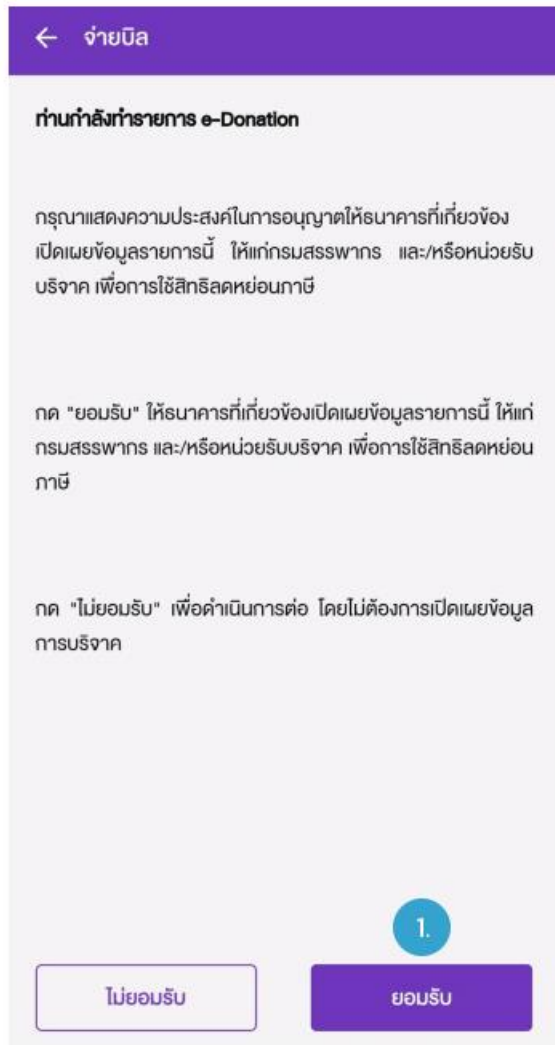 ← จ่ายบิล
ท่านกำลังทำรายการ e-Donation
กรุณาแสดงความประสงค์ในการอนุญาตให้ธนาคารที่เกี่ยวข้อง
เปิดเผยข้อมูลรายการนี้ ให้แก่กรมสรรพากร และ/หรือหน่วยรับ
บริจาค เพื่อการใช้สิทธิลดหย่อนภาษี
กด "ยอมรับ" ให้ธนาคารที่เกี่ยวข้องเปิดเผยข้อมูลรายการนี้ ให้แก่
กรมสรรพากร และ/หรือหน่วยรับบริจาค เพื่อการใช้สิทธิลดหย่อน
ภาษี
กด "ไม่ยอมรับ" เพื่อดำเนินการต่อ โดยไม่ต้องการเปิดเผยข้อมูล
การบริจาค
1.
ไม่ยอมรับ ยอมรับ